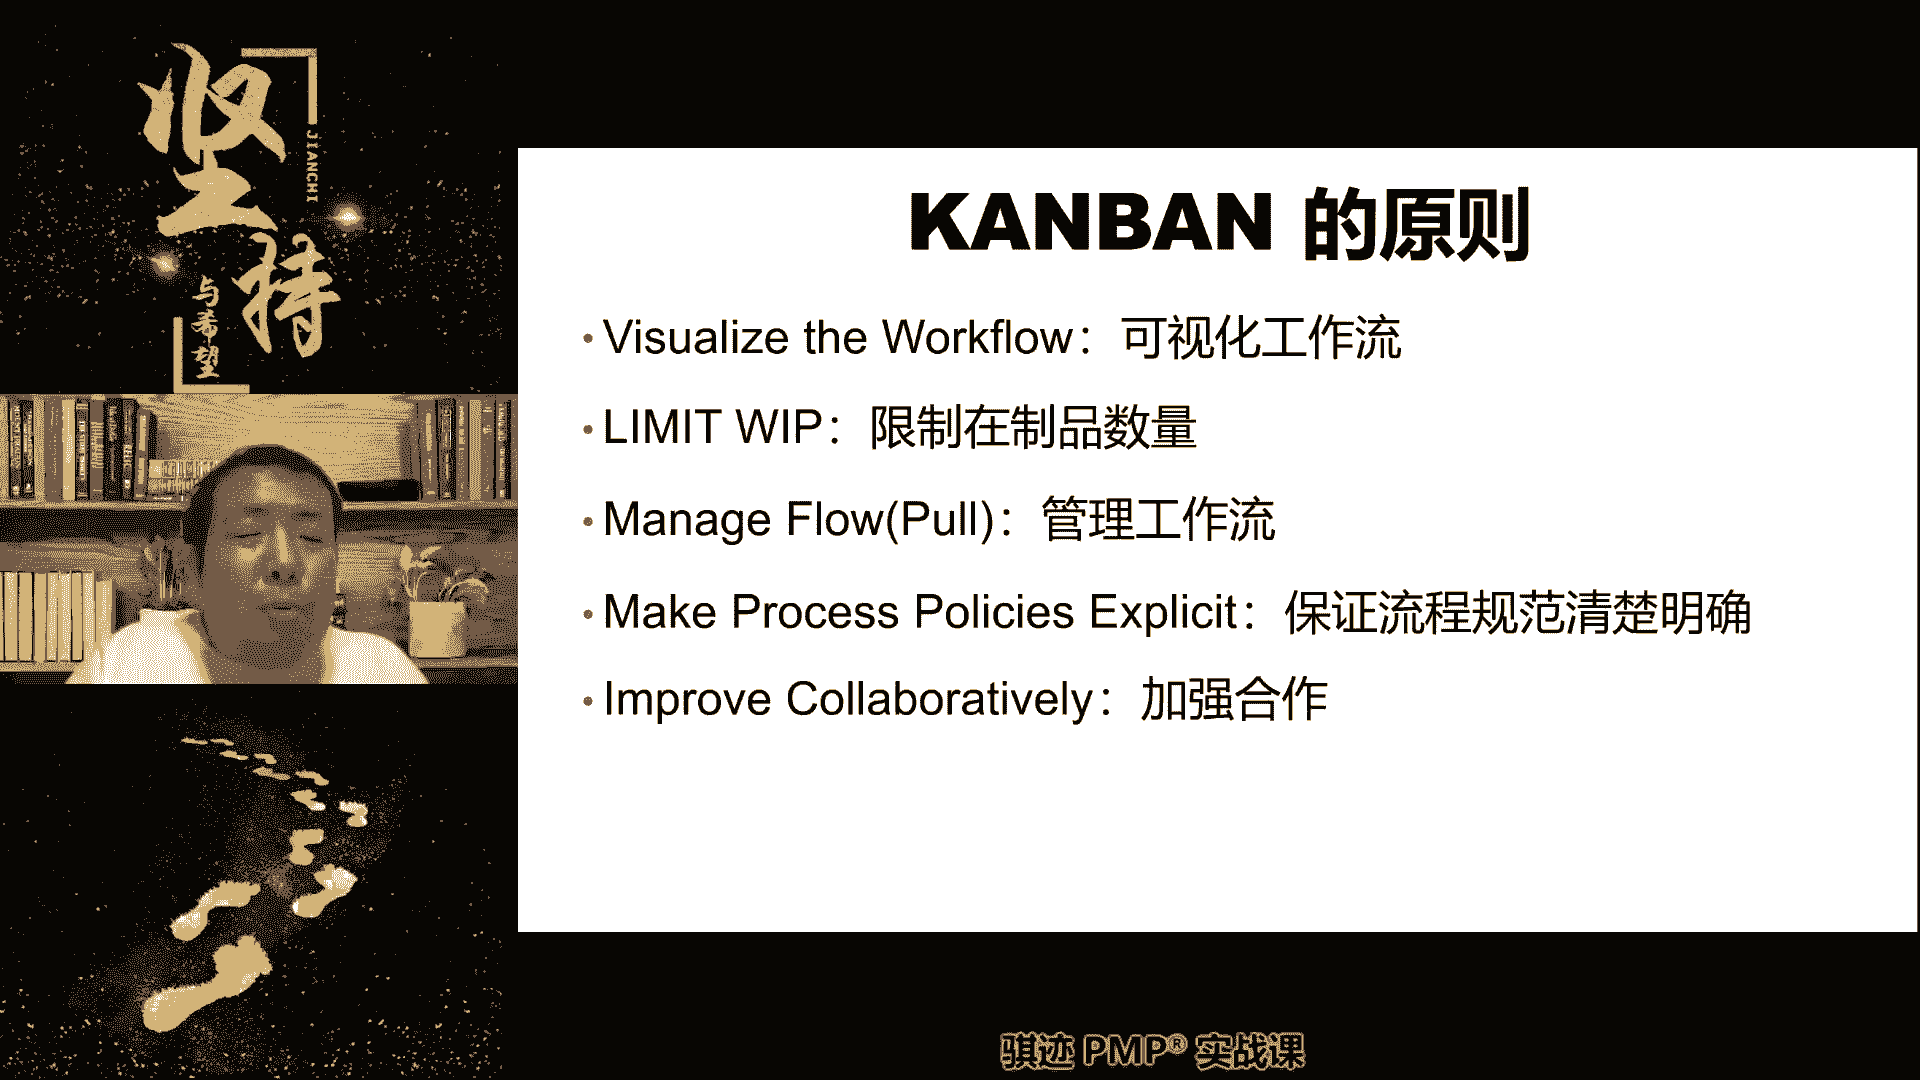 坚持
JIANCHI
与希望
KANBAN 的原则
• Visualize the Workflow：可视化工作流
• LIMIT WIP：限制在制品数量
• Manage Flow(Pull)：管理工作流
• Make Process Policies Explicit：保证流程规范清楚明确
• Improve Collaboratively：加强合作
骐迹 PMP® 实战课